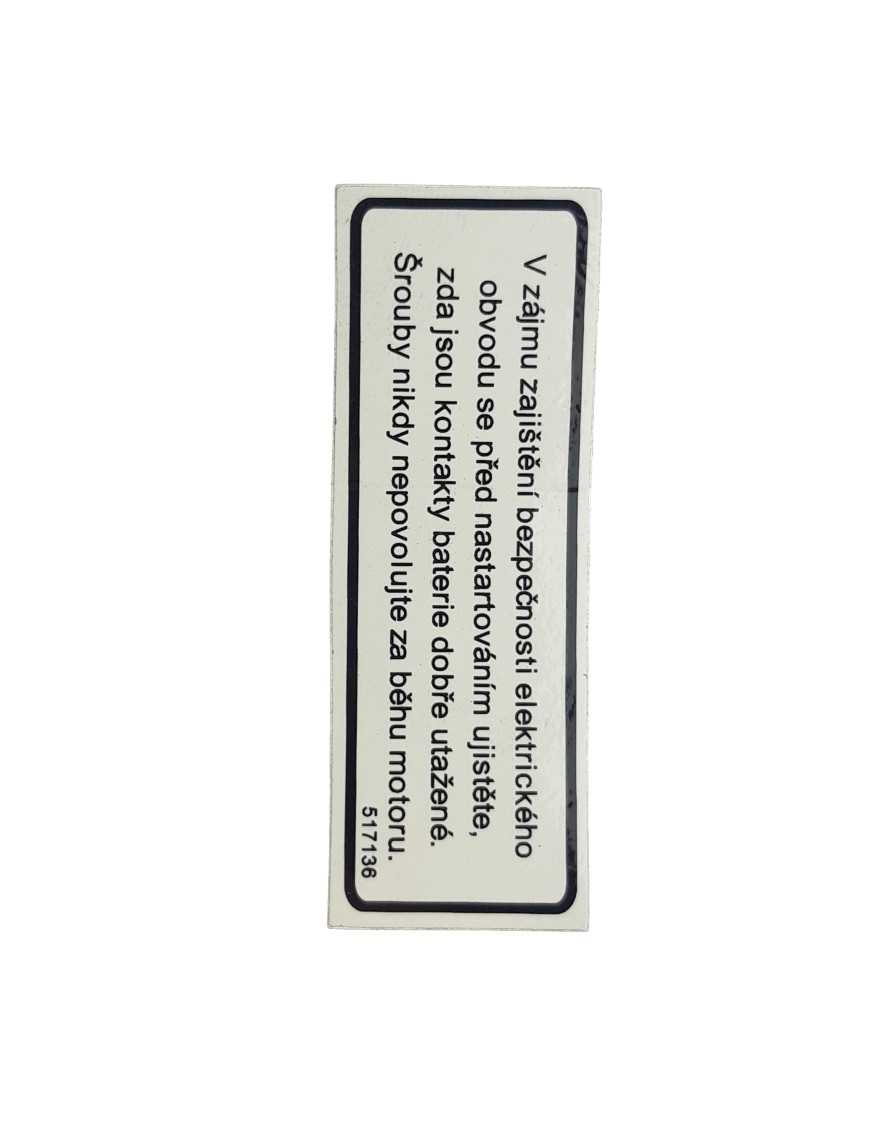 V zájmu zajištění bezpečnosti elektrického
obvodu se před nastartováním ujistěte,
zda jsou kontakty baterie dobře utažené.
Šrouby nikdy nepovolujte za běhu motoru.
517136